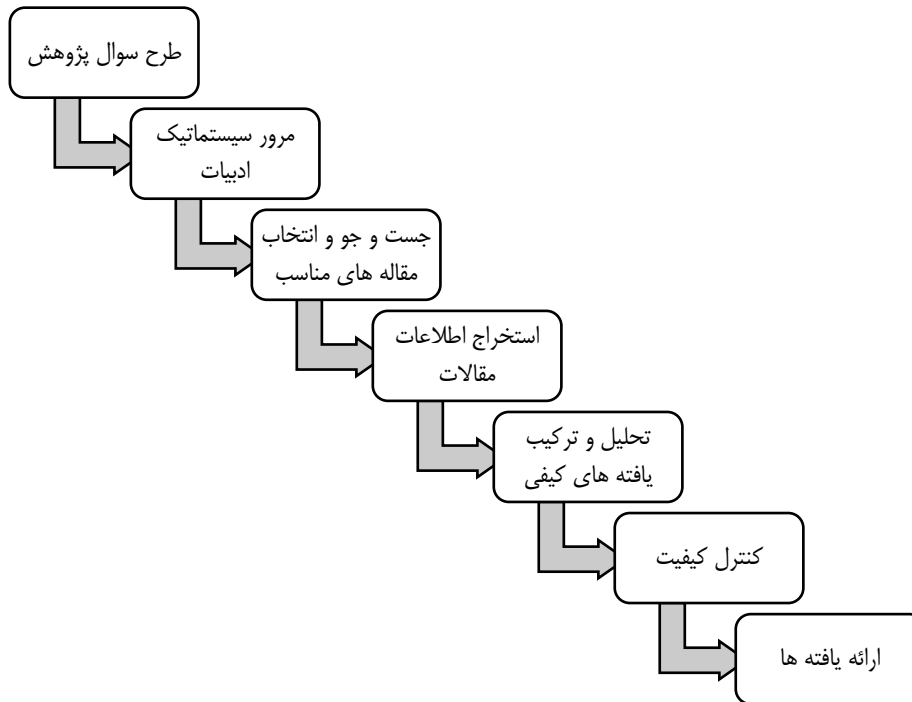 طرح سوال پژوهش
مرور سیستماتیک
ادبیات
جست و جو و انتخاب
مقاله های مناسب
استخراج اطلاعات
مقالات
تحلیل و ترکیب
یافته های کیفی
کنترل کیفیت
ارائه یافته ها